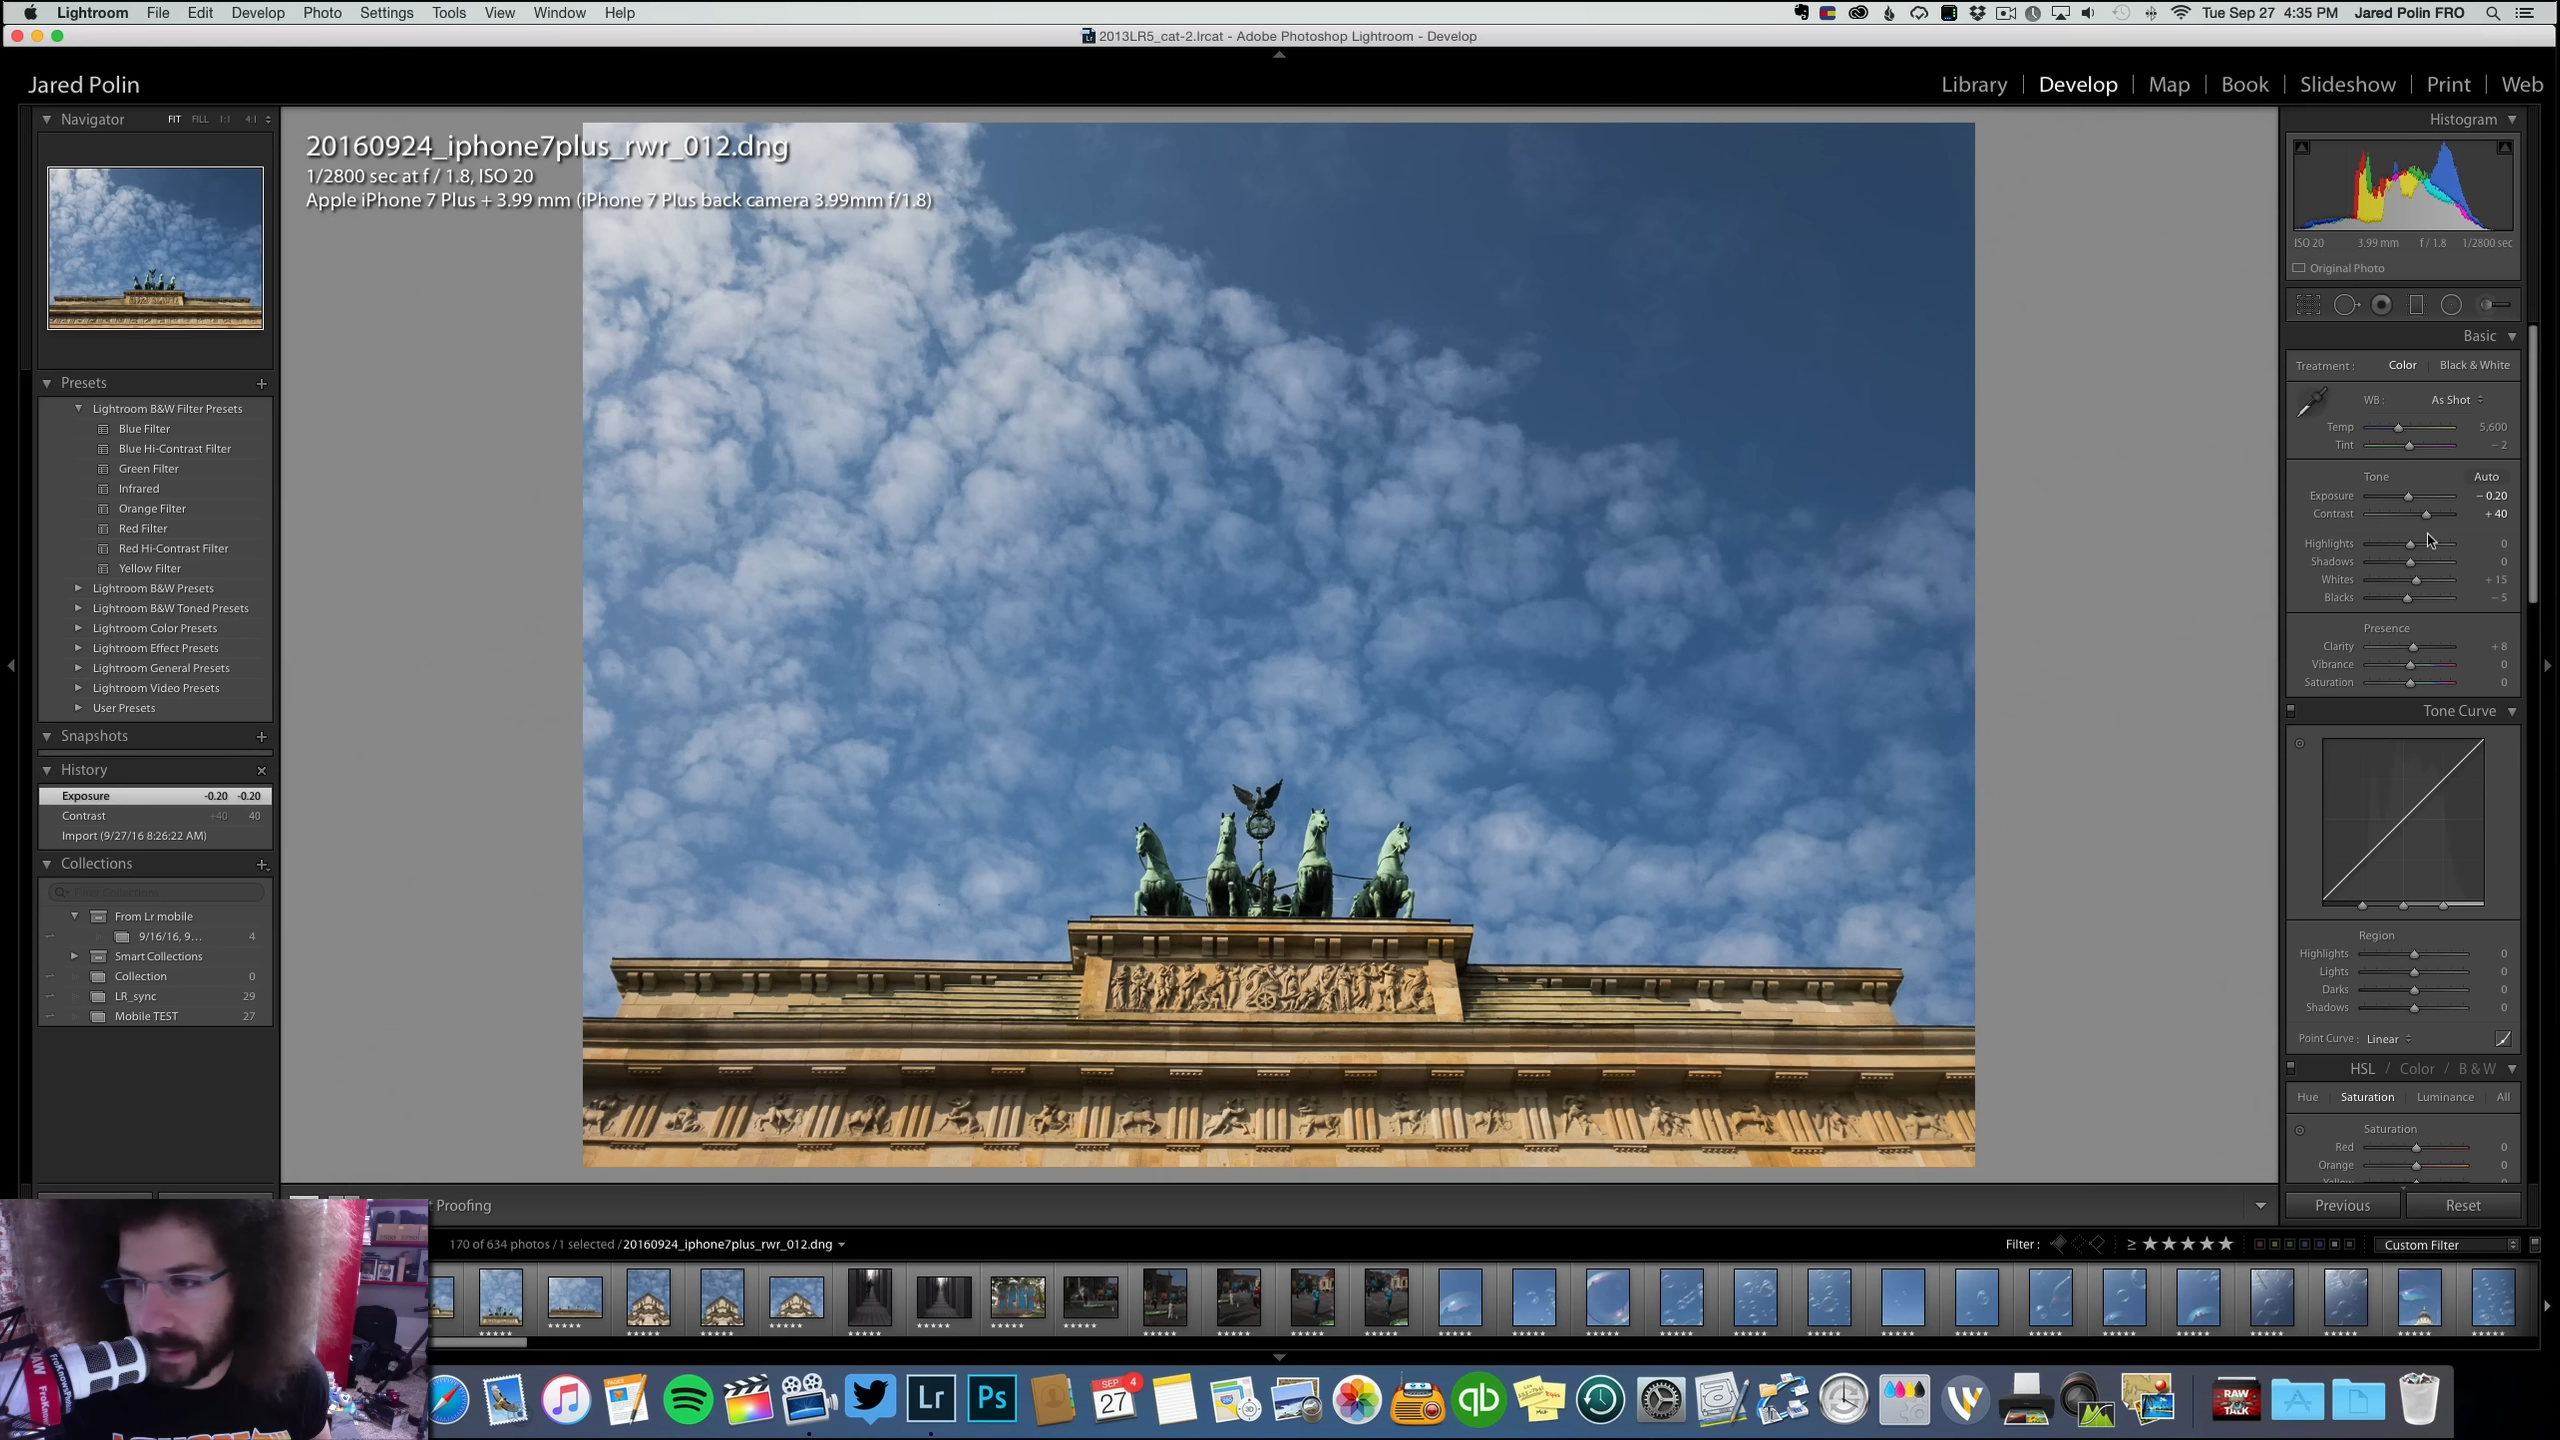 Lightroom File Edit Develop Photo Settings Tools View Window Help
Tue Sep 27 4:35 PM Jared Polin FRO
2013LR5_cat-2.lrcat - Adobe Photoshop Lightroom - Develop
Jared Polin
Library | Develop | Map | Book | Slideshow | Print | Web
Navigator FIT FILL 1:1 4:1
Presets
Lightroom B&W Filter Presets
Blue Filter
Blue Hi-Contrast Filter
Green Filter
Infrared
Orange Filter
Red Filter
Red Hi-Contrast Filter
Yellow Filter
Lightroom B&W Presets
Lightroom B&W Toned Presets
Lightroom Color Presets
Lightroom Effect Presets
Lightroom General Presets
Lightroom Video Presets
User Presets
Snapshots
History
Exposure -0.20 -0.20
Contrast +40 40
Import (9/27/16 8:26:22 AM)
Collections
From Lr mobile
9/16/16, 9... 4
Smart Collections
Collection 0
LR_sync 29
Mobile TEST 27
20160924_iphone7plus_rwr_012.dng
1/2800 sec at f / 1.8, ISO 20
Apple iPhone 7 Plus + 3.99 mm (iPhone 7 Plus back camera 3.99mm f/1.8)
Histogram
ISO 20 3.99 mm f / 1.8 1/2800 sec
Original Photo
Basic
Treatment : Color | Black & White
WB : As Shot
Temp 5,600
Tint − 2
Tone Auto
Exposure − 0.20
Contrast + 40
Highlights 0
Shadows 0
Whites + 15
Blacks − 5
Presence
Clarity + 8
Vibrance 0
Saturation 0
Tone Curve
Region
Highlights 0
Lights 0
Darks 0
Shadows 0
Point Curve : Linear
HSL / Color / B & W
Hue Saturation Luminance All
Saturation
Red 0
Orange 0
Previous Reset
Proofing
170 of 634 photos / 1 selected / 20160924_iphone7plus_rwr_012.dng
Filter : ≥ ★★★★★ Custom Filter
PAGES
SEP
27
4
Lr
Ps
qb
RAW
TALK
RAW
FroKnowsPhoto